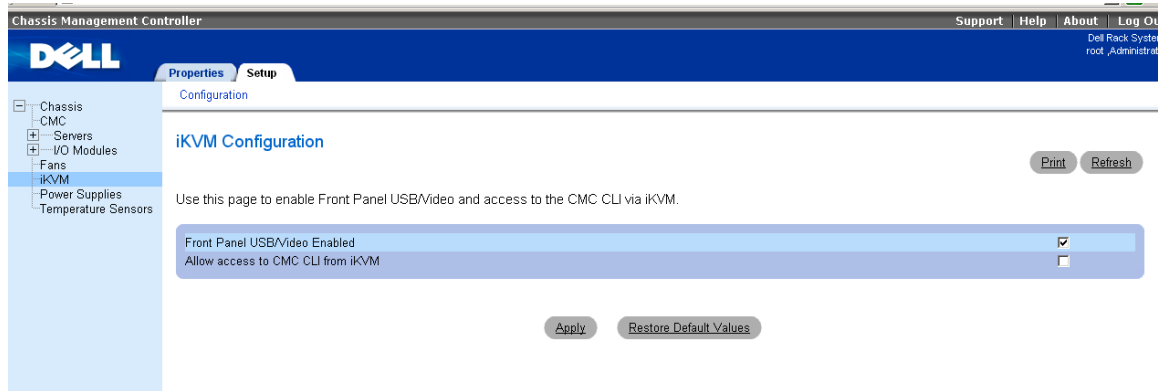 Chassis Management Controller
Support Help About Log Ou
DELL
Dell Rack Syste
root ,Administrat
Properties Setup
Configuration
Chassis
CMC
Servers
I/O Modules
Fans
iKVM
Power Supplies
Temperature Sensors
iKVM Configuration
Print Refresh
Use this page to enable Front Panel USB/Video and access to the CMC CLI via iKVM.
Front Panel USB/Video Enabled
Allow access to CMC CLI from iKVM
Apply Restore Default Values